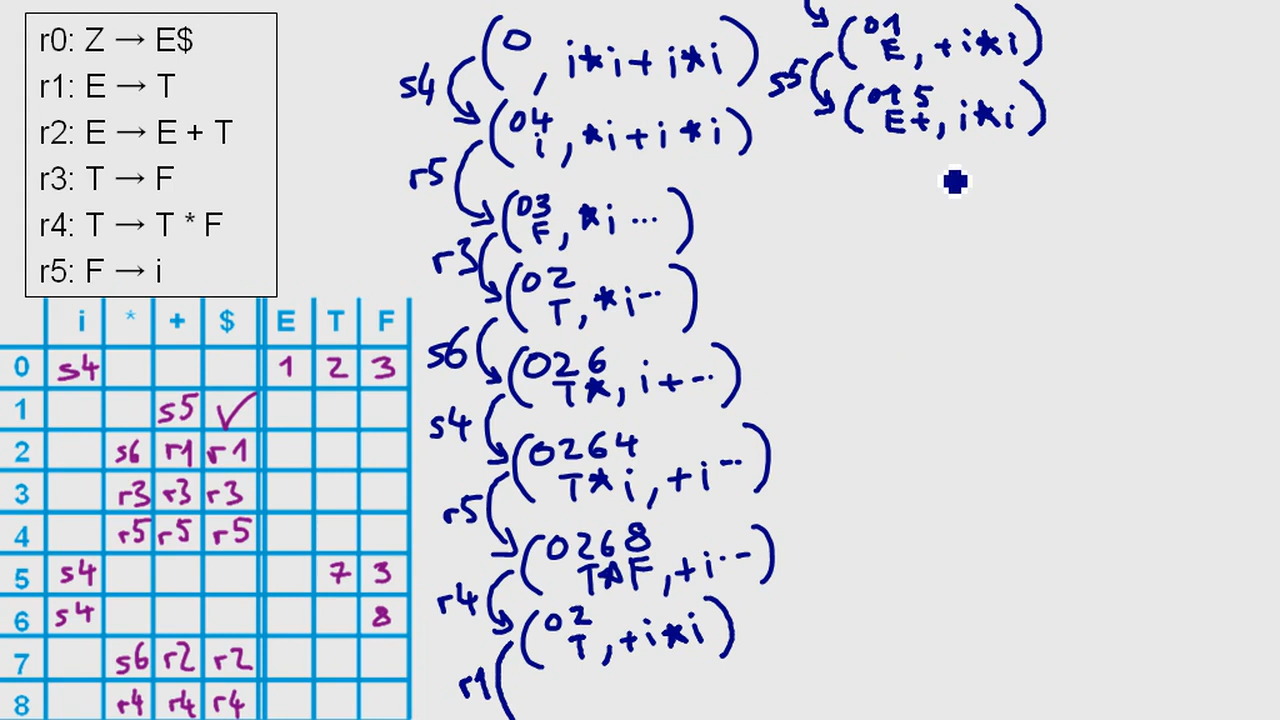 r0: Z → E$
r1: E → T
r2: E → E + T
r3: T → F
r4: T → T * F
r5: F → i
i * + $ E T F
0 s4 1 2 3
1 s5 ✓
2 s6 r1 r1
3 r3 r3 r3
4 r5 r5 r5
5 s4 7 3
6 s4 8
7 s6 r2 r2
8 r4 r4 r4
(0 , i*i+i*i)
s4
(04
i , *i+i*i)
r5
(03
F , *i ...)
r3
(02
T , *i...)
s6
(026
T* , i+...)
s4
(0264
T*i , +i...)
r5
(0268
T*F , +i...)
r4
(02
T , +i*i)
r1
(01
E , +i*i)
s5
(015
E+ , i*i)